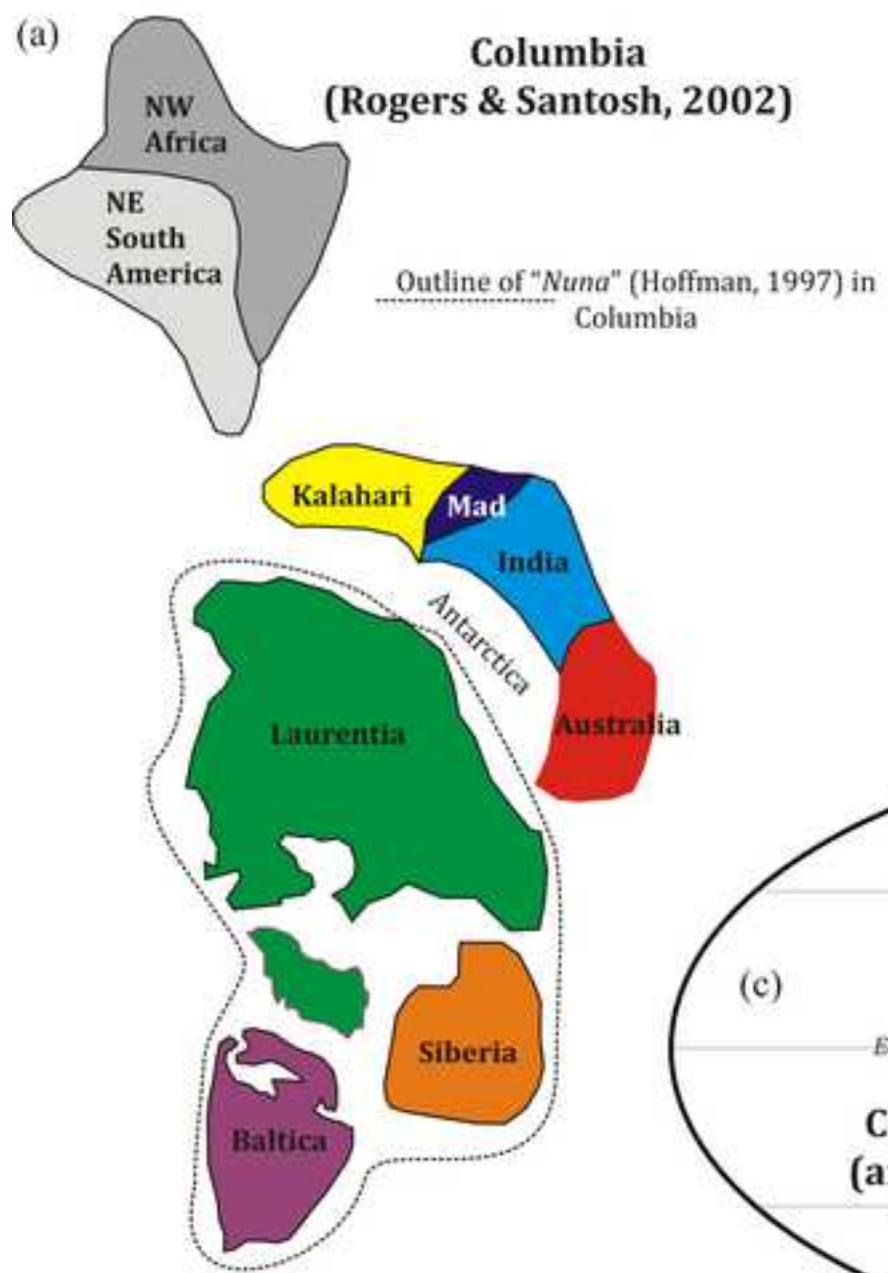 (a)
Columbia
(Rogers & Santosh, 2002)
NW
Africa
NE
South
America
Outline of "Nuna" (Hoffman, 1997) in
Columbia
Kalahari
Mad
India
Antarctica
Australia
Laurentia
(c)
Siberia
E
C
Baltica
(a